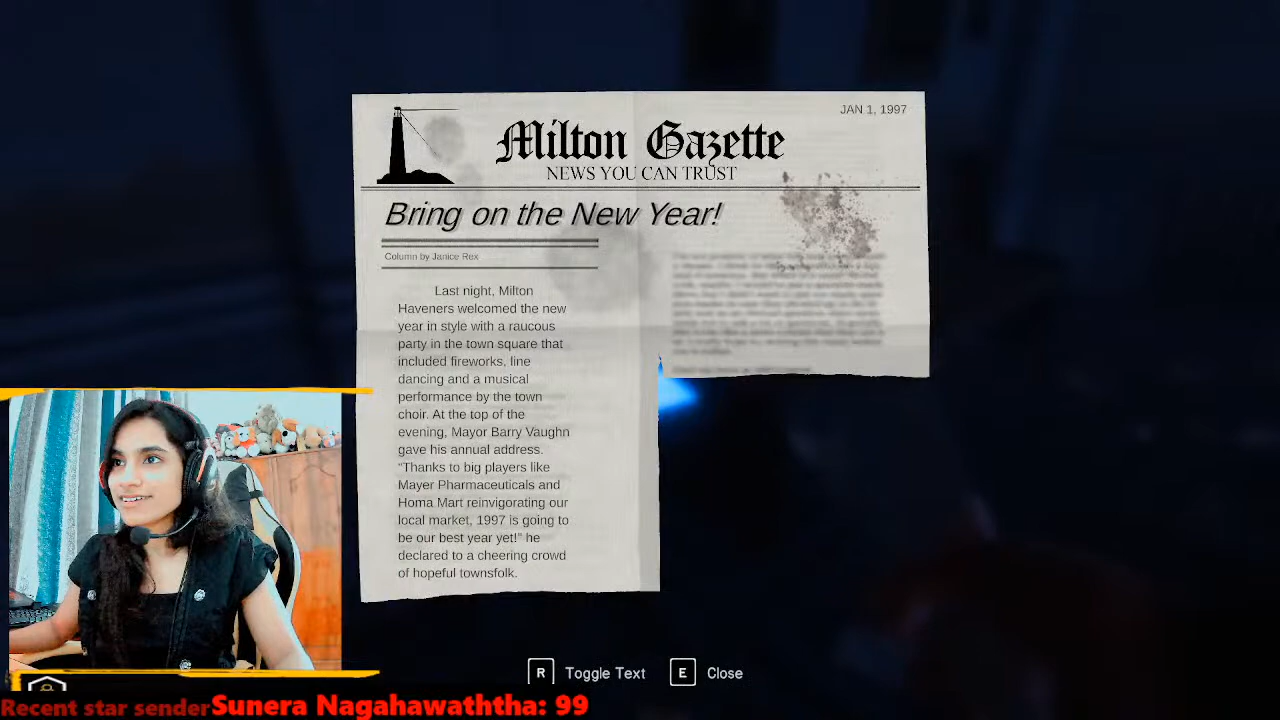 JAN 1, 1997
Milton Gazette
NEWS YOU CAN TRUST
Bring on the New Year!
Column by Janice Rex
Last night, Milton
Haveners welcomed the new
year in style with a raucous
party in the town square that
included fireworks, line
dancing and a musical
performance by the town
choir. At the top of the
evening, Mayor Barry Vaughn
gave his annual address.
“Thanks to big players like
Mayer Pharmaceuticals and
Homa Mart reinvigorating our
local market, 1997 is going to
be our best year yet!” he
declared to a cheering crowd
of hopeful townsfolk.
R Toggle Text E Close
Recent star sender Sunera Nagahawaththa: 99